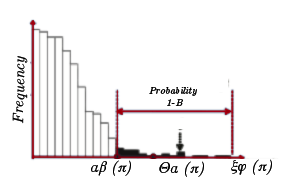 Frequency
Probability
1-B
αβ (π)
Θα (π)
ξφ (π)